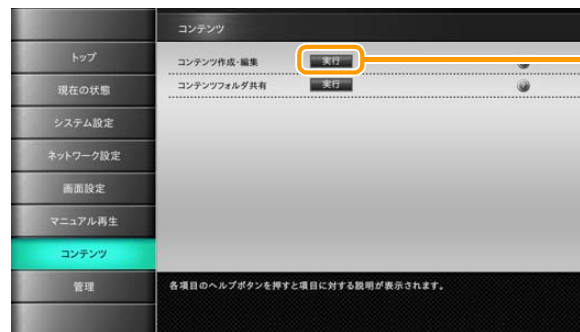 コンテンツ
トップ
現在の状態
システム設定
ネットワーク設定
画面設定
マニュアル再生
コンテンツ
管理
コンテンツ作成・編集 実行
コンテンツフォルダ共有 実行
各項目のヘルプボタンを押すと項目に対する説明が表示されます。